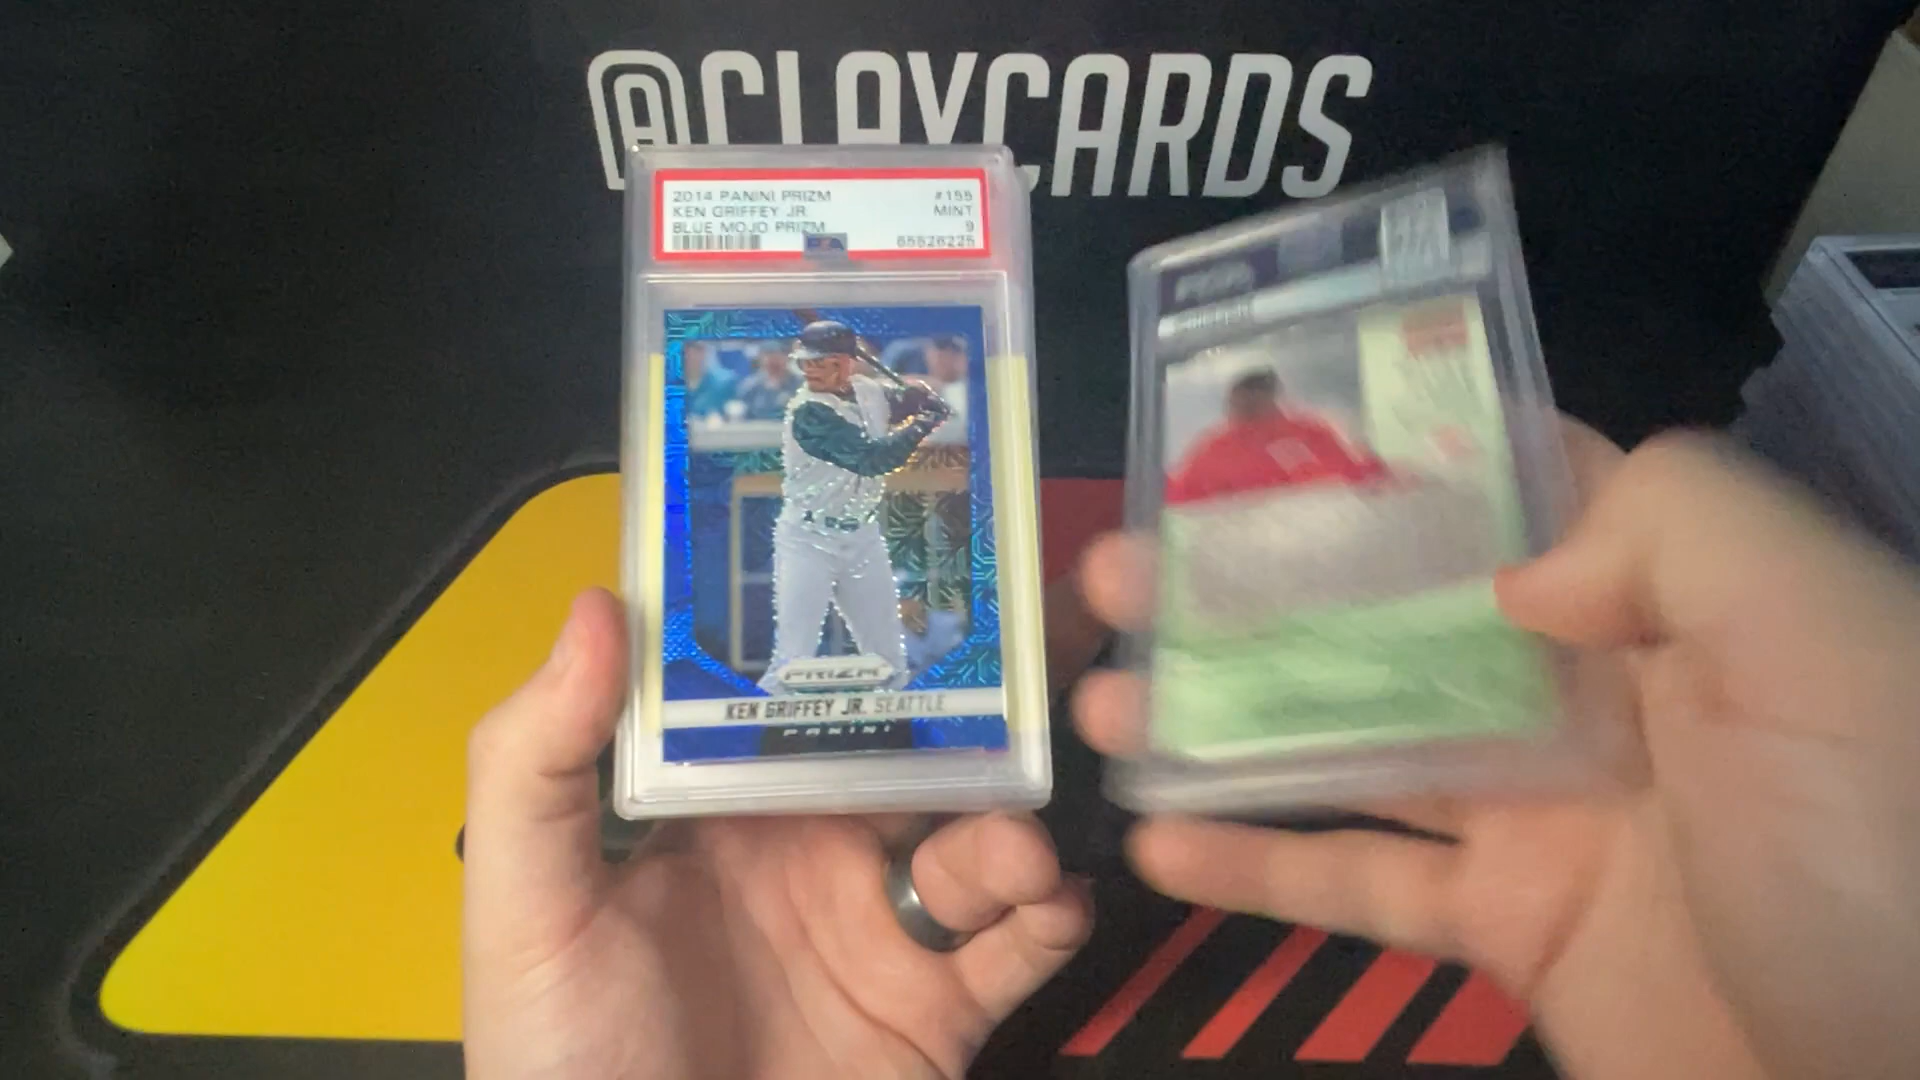 @CLAYCARDS
2014 PANINI PRIZM #155
KEN GRIFFEY JR. MINT
BLUE MOJO PRIZM 9
65526225
PRIZM
KEN GRIFFEY JR. SEATTLE
PANINI